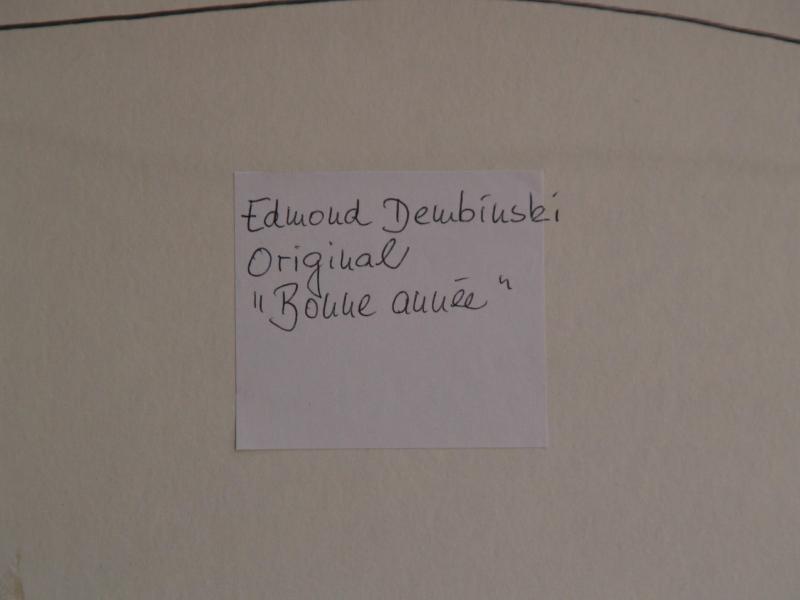 Edmond Dembinski
Original
"Bonne année"